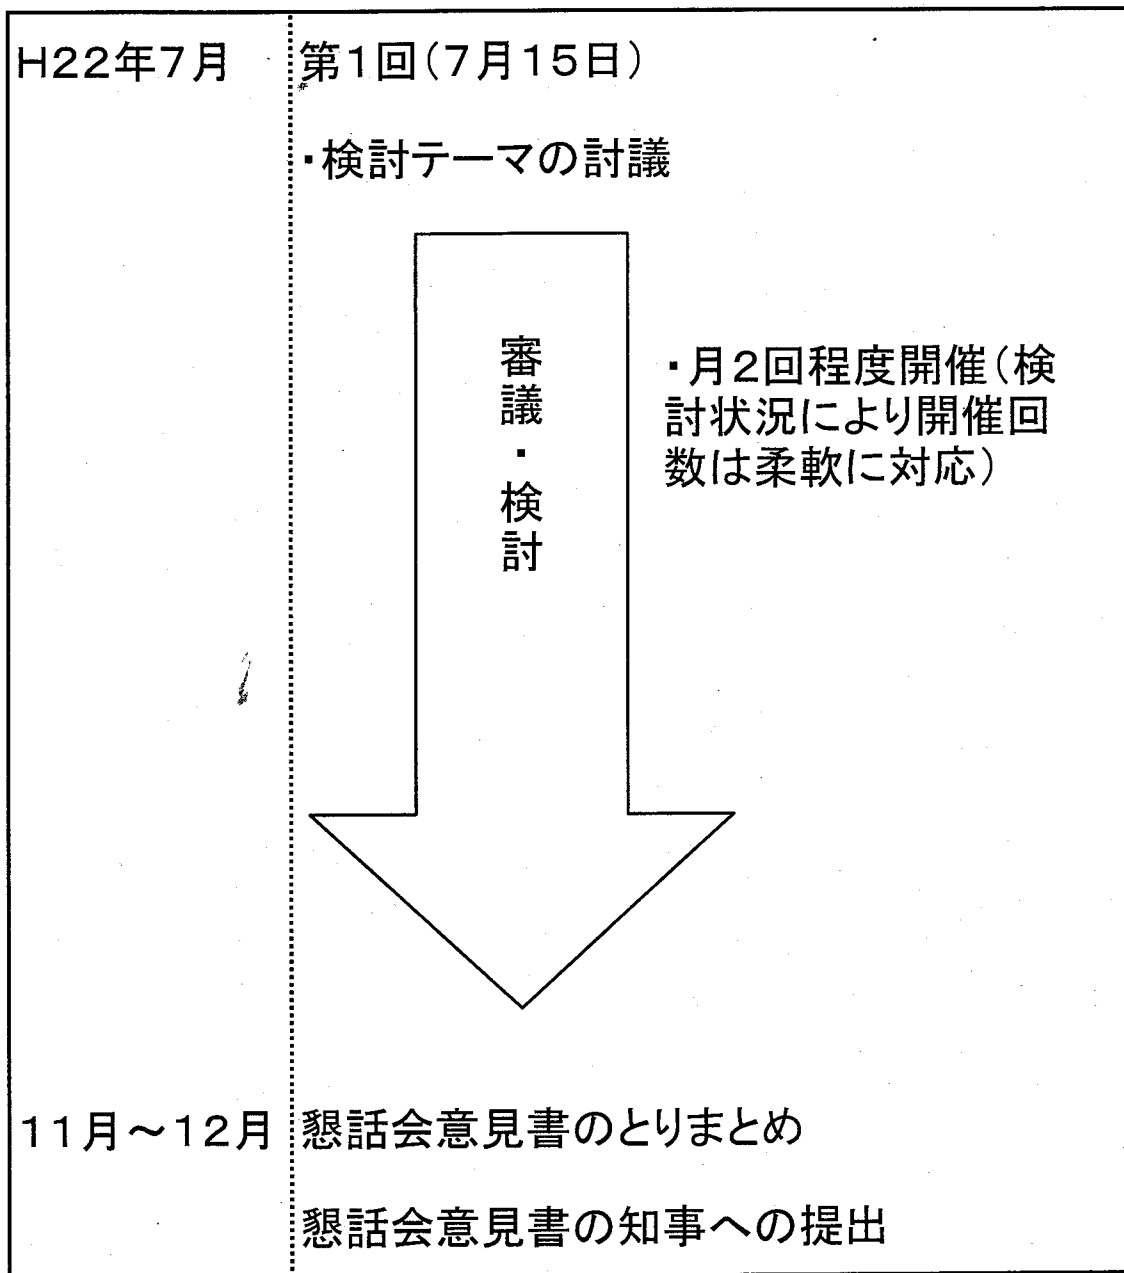 H22年7月
第1回(7月15日)
・検討テーマの討議
審議・検討
・月2回程度開催(検
討状況により開催回
数は柔軟に対応)
11月~12月
懇話会意見書のとりまとめ
懇話会意見書の知事への提出